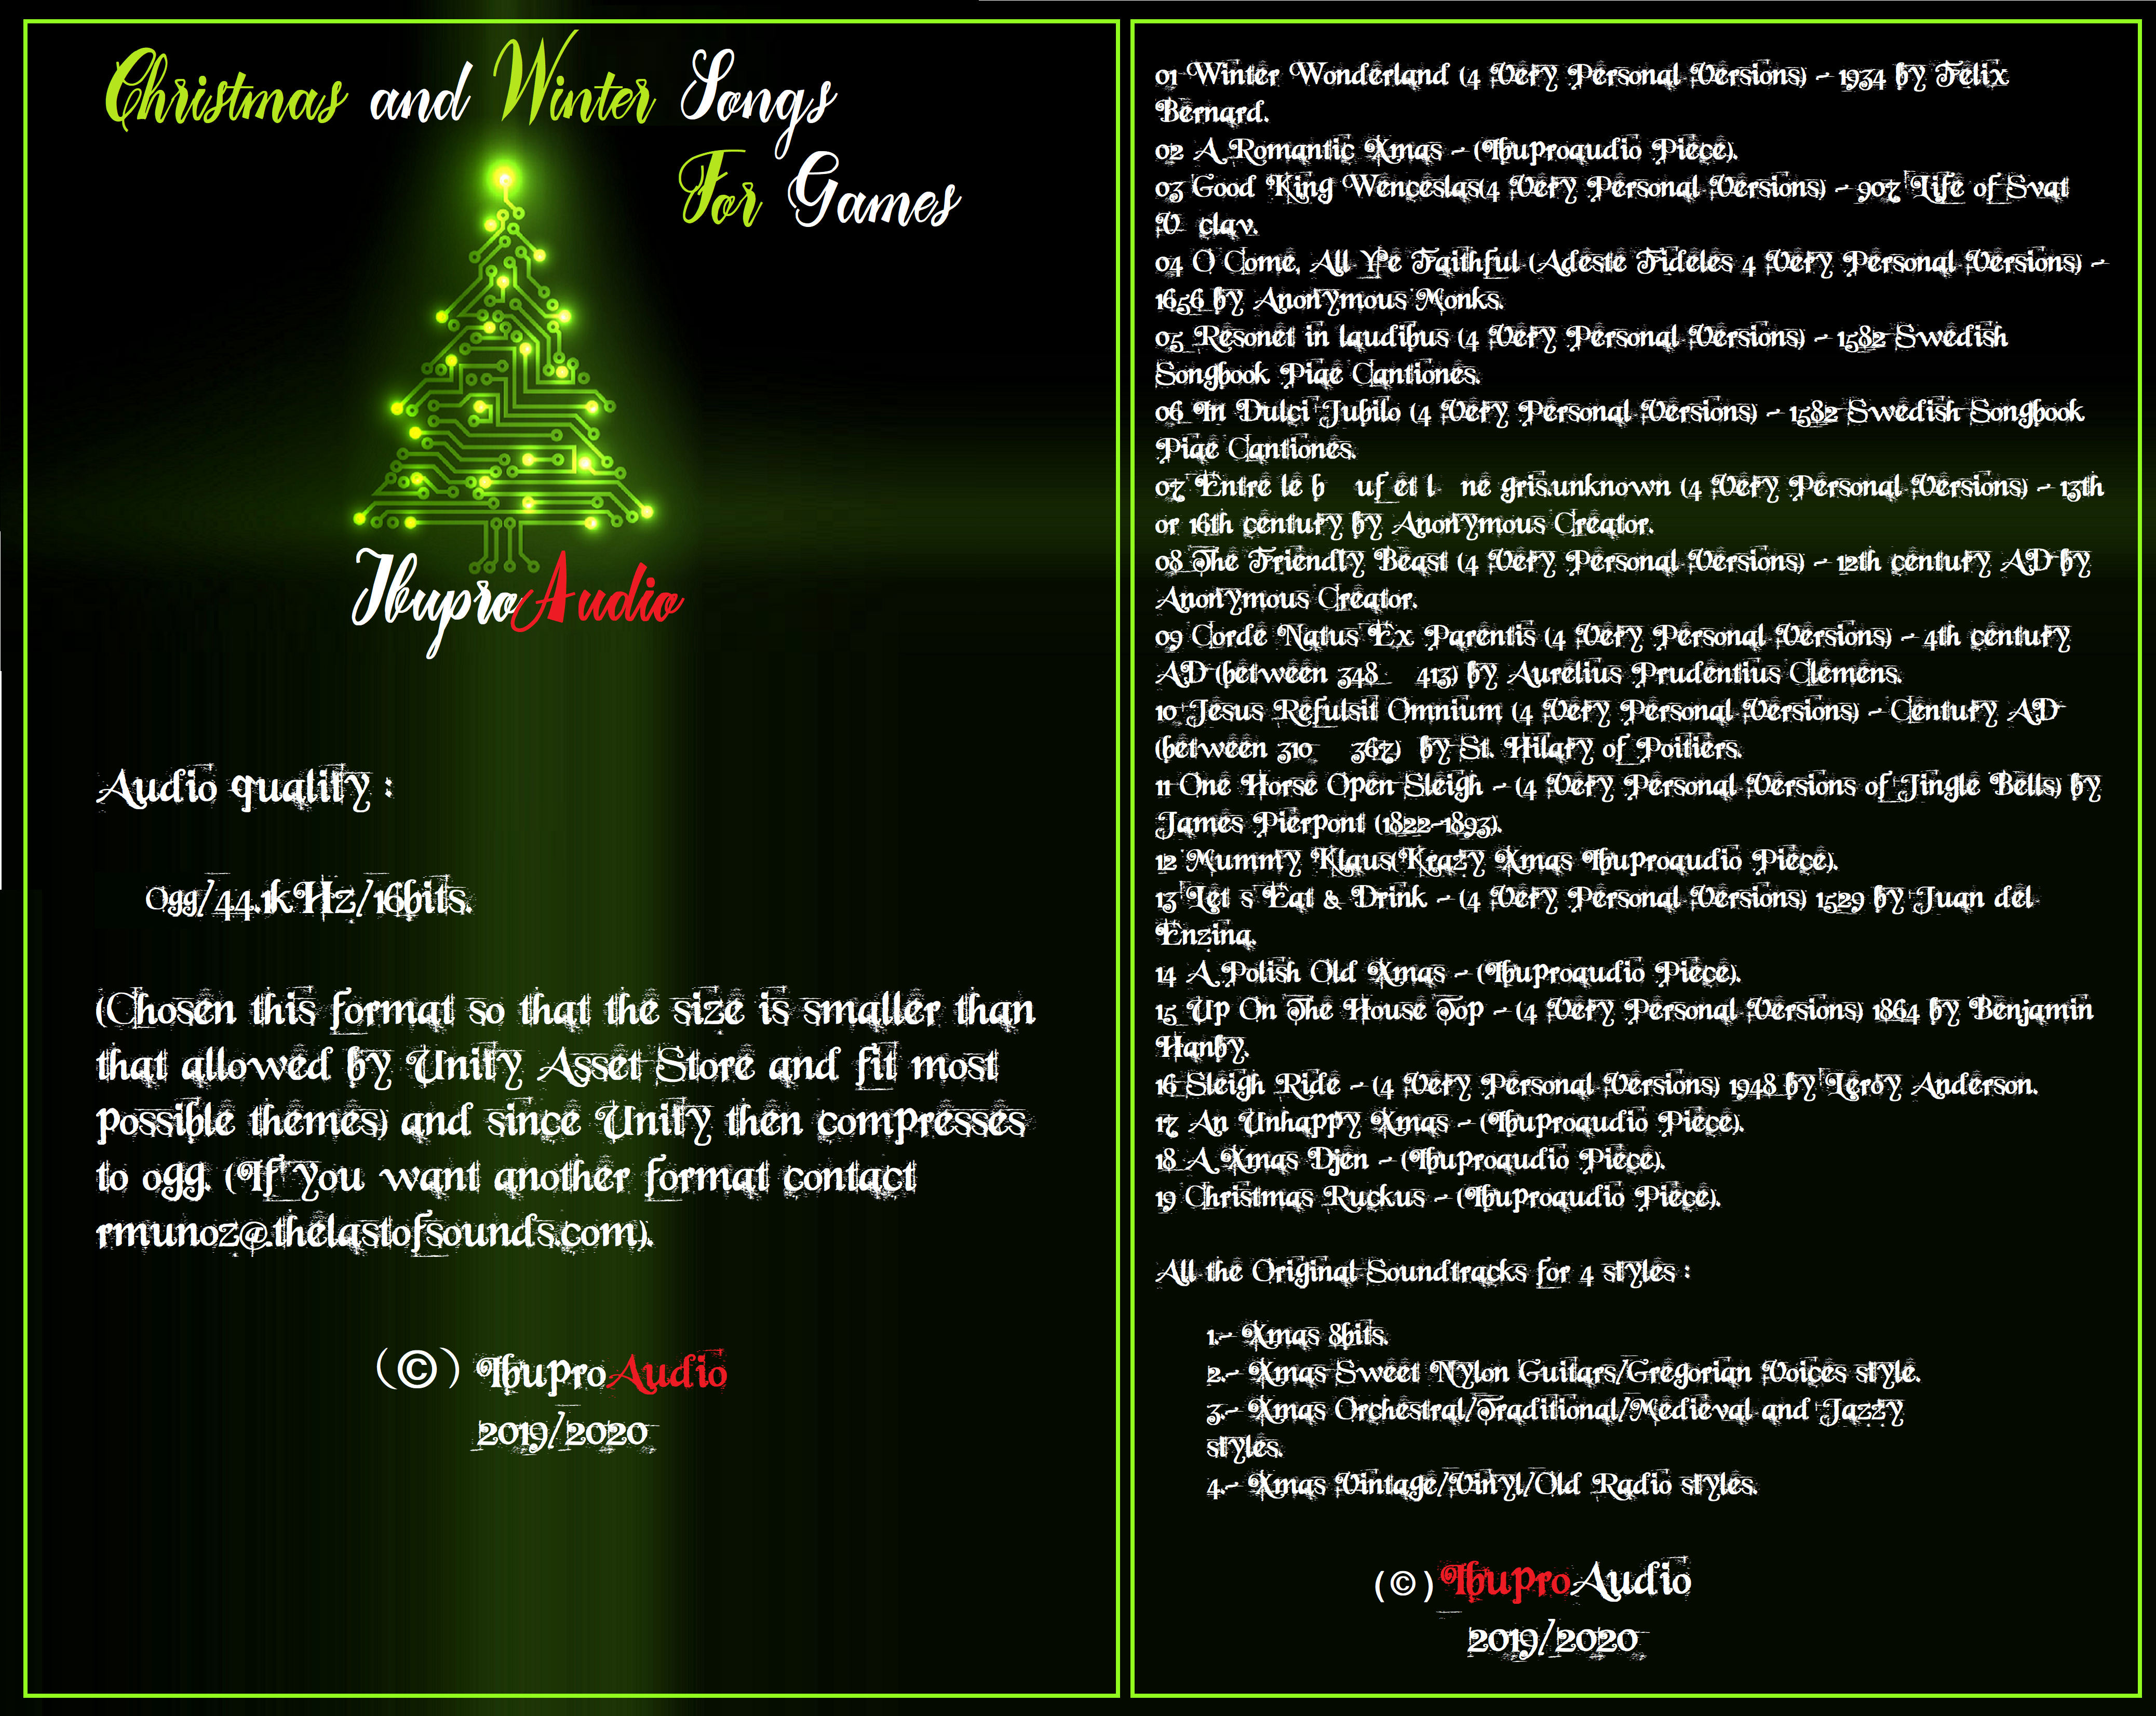 Christmas and Winter Songs
For Games
IbuproAudio
Audio quality :
Ogg/44.1kHz/16bits.
(Chosen this format so that the size is smaller than
that allowed by Unity Asset Store and fit most
possible themes) and since Unity then compresses
to ogg. (If you want another format contact
rmunoz@thelastofsounds.com).
(©) IbuproAudio
2019/2020
01 Winter Wonderland (4 Very Personal Versions) - 1934 by Felix
Bernard.
02 A Romantic Xmas - (Ibuproaudio Piece).
03 Good King Wenceslas(4 Very Personal Versions) - 907 Life of Svat
V clav.
04 O Come, All Ye Faithful (Adeste Fideles 4 Very Personal Versions) -
1656 by Anonymous Monks.
05 Resonet in laudibus (4 Very Personal Versions) - 1582 Swedish
Songbook Piae Cantiones.
06 In Dulci Jubilo (4 Very Personal Versions) - 1582 Swedish Songbook
Piae Cantiones.
07 Entre le b uf et l ne gris.unknown (4 Very Personal Versions) - 13th
or 16th century by Anonymous Creator.
08 The Friendly Beast (4 Very Personal Versions) - 12th century AD by
Anonymous Creator.
09 Corde Natus Ex Parentis (4 Very Personal Versions) - 4th century
AD (between 348 413) by Aurelius Prudentius Clemens.
10 Jesus Refulsit Omnium (4 Very Personal Versions) - Century AD
(between 310 367) by St. Hilary of Poitiers.
11 One Horse Open Sleigh - (4 Very Personal Versions of Jingle Bells) by
James Pierpont (1822-1893).
12 Mummy Klaus(Krazy Xmas Ibuproaudio Piece).
13 Let s Eat & Drink - (4 Very Personal Versions) 1529 by Juan del
Enzina.
14 A Polish Old Xmas - (Ibuproaudio Piece).
15 Up On The House Top - (4 Very Personal Versions) 1864 by Benjamin
Hanby.
16 Sleigh Ride - (4 Very Personal Versions) 1948 by Leroy Anderson.
17 An Unhappy Xmas - (Ibuproaudio Piece).
18 A Xmas Djen - (Ibuproaudio Piece).
19 Christmas Ruckus - (Ibuproaudio Piece).
All the Original Soundtracks for 4 styles :
1.- Xmas 8bits.
2.- Xmas Sweet Nylon Guitars/Gregorian Voices style.
3.- Xmas Orchestral/Traditional/Medieval and Jazzy
styles.
4.- Xmas Vintage/Vinyl/Old Radio styles.
(©) IbuproAudio
2019/2020